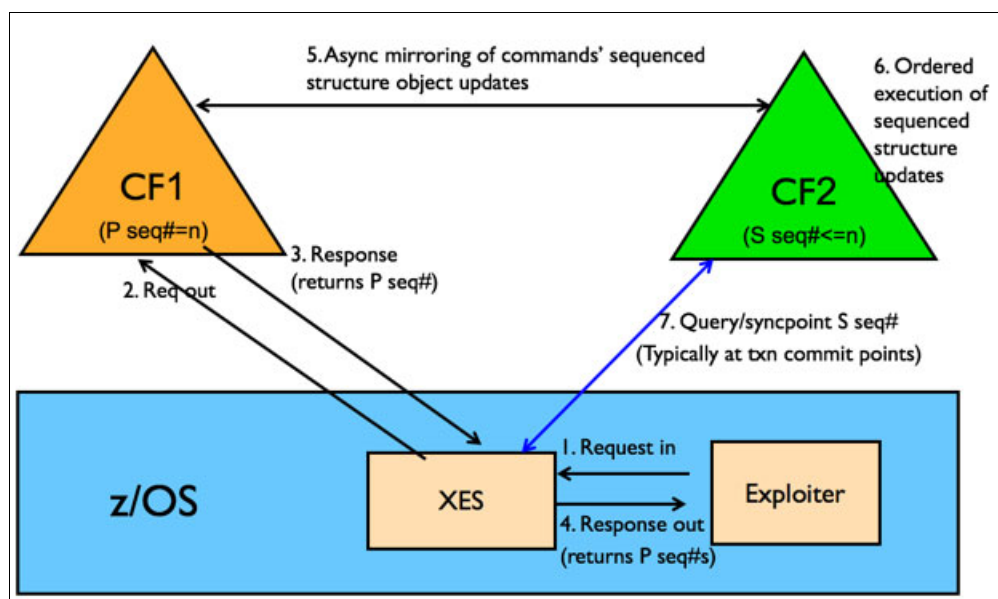 5. Async mirroring of commands' sequenced
structure object updates
6. Ordered
execution of
sequenced
structure
updates
CF1
(P seq#=n)
CF2
(S seq#<=n)
3. Response
(returns P seq#)
2. Req out
7. Query/syncpoint S seq#
(Typically at txn commit points)
1. Request in
z/OS
XES
Exploiter
4. Response out
(returns P seq#s)